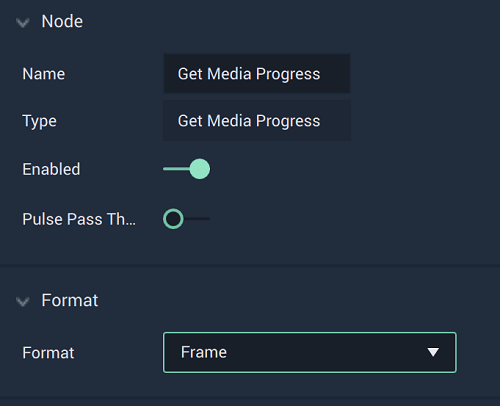 Node
Name Get Media Progress
Type Get Media Progress
Enabled
Pulse Pass Th...
Format
Format Frame